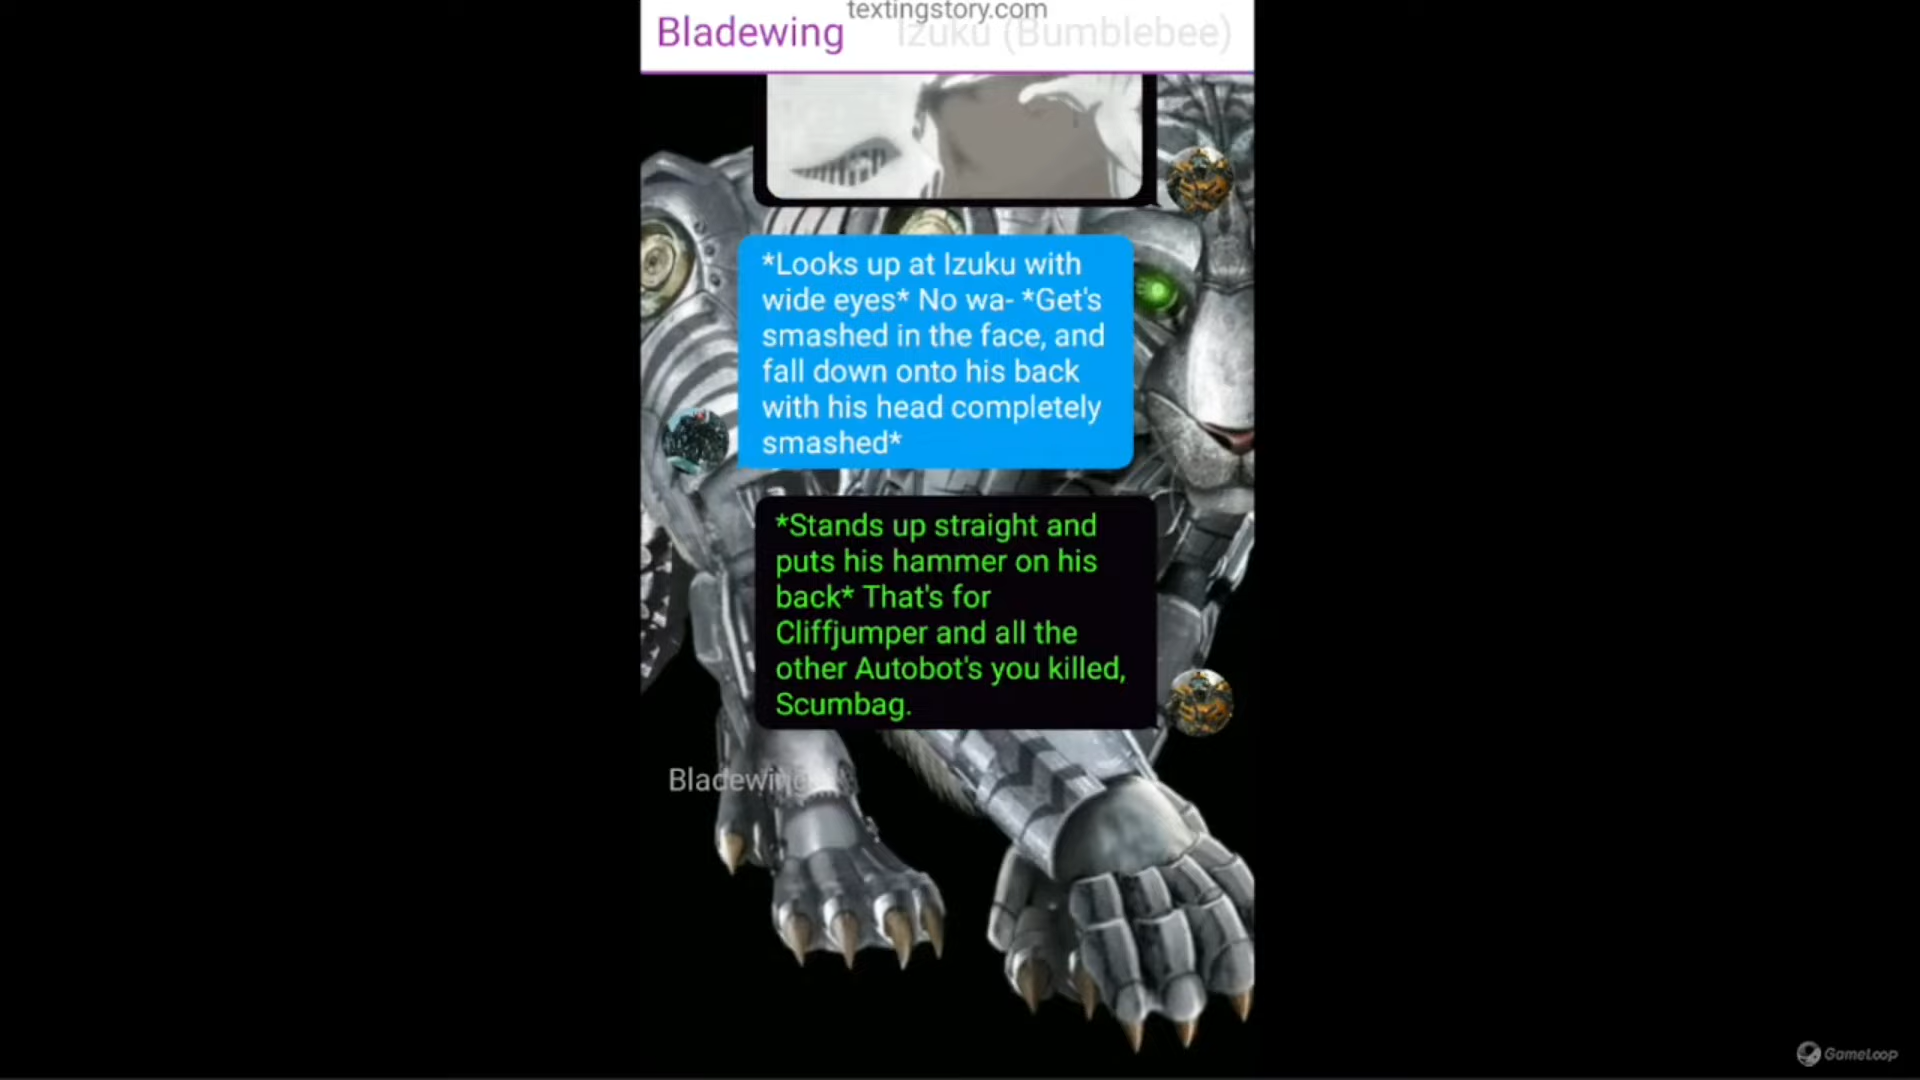 textingstory.com
Bladewing
Izuku (Bumblebee)
*Looks up at Izuku with
wide eyes* No wa- *Get's
smashed in the face, and
fall down onto his back
with his head completely
smashed*
*Stands up straight and
puts his hammer on his
back* That's for
Cliffjumper and all the
other Autobot's you killed,
Scumbag.
Bladewing
GameLoop